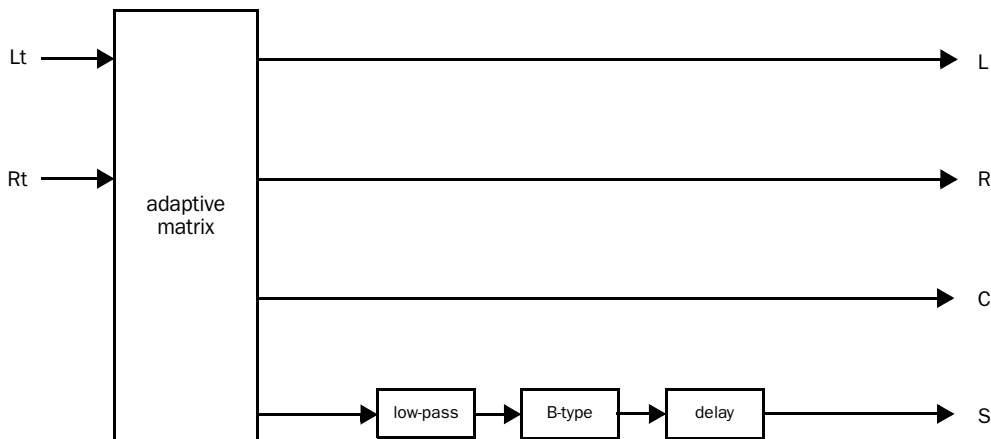 Lt
L
Rt
R
adaptive
matrix
C
low-pass
B-type
delay
S